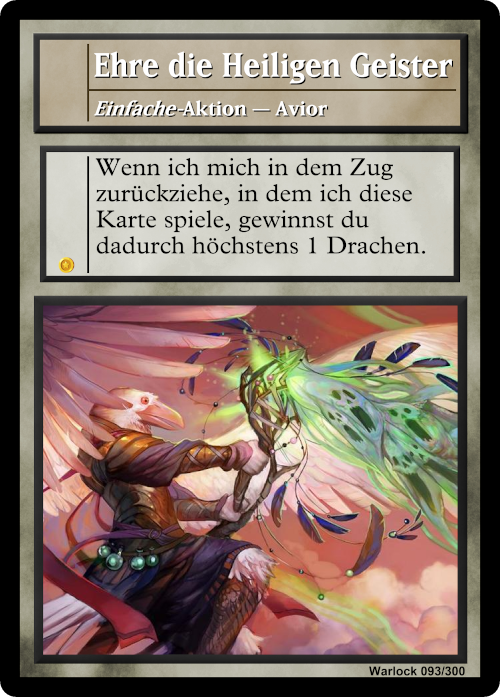 Ehre die Heiligen Geister
Einfache-Aktion — Avior
Wenn ich mich in dem Zug
zurückziehe, in dem ich diese
Karte spiele, gewinnst du
dadurch höchstens 1 Drachen.
Warlock 093/300